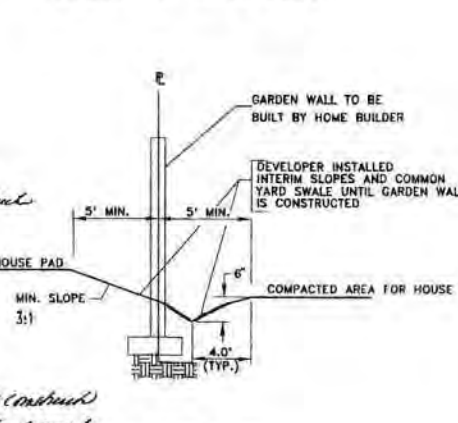 PL
GARDEN WALL TO BE
BUILT BY HOME BUILDER
DEVELOPER INSTALLED
INTERIM SLOPES AND COMMON
YARD SWALE UNTIL GARDEN WAL
IS CONSTRUCTED
5' MIN.
5' MIN.
OUSE PAD
6"
COMPACTED AREA FOR HOUSE
MIN. SLOPE
3:1
4.0'
(TYP.)